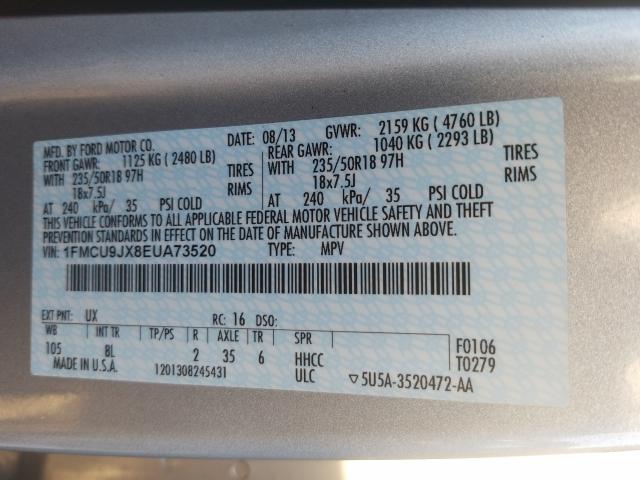 MFD. BY FORD MOTOR CO. DATE: 08/13 GVWR: 2159 KG ( 4760 LB)
FRONT GAWR: 1125 KG ( 2480 LB) REAR GAWR: 1040 KG ( 2293 LB)
WITH 235/50R18 97H TIRES WITH 235/50R18 97H TIRES
18x7.5J RIMS 18x7.5J RIMS
AT 240 kPa/ 35 PSI COLD AT 240 kPa/ 35 PSI COLD
THIS VEHICLE CONFORMS TO ALL APPLICABLE FEDERAL MOTOR VEHICLE SAFETY AND THEFT
PREVENTION STANDARDS IN EFFECT ON THE DATE OF MANUFACTURE SHOWN ABOVE.
VIN: 1FMCU9JX8EUA73520 TYPE: MPV
EXT PNT: UX RC: 16 DSO:
WB INT TR TP/PS R AXLE TR SPR F0106
105 8L 2 35 6 HHCC T0279
MADE IN U.S.A. 1201308245431 ULC ▽5U5A-3520472-AA